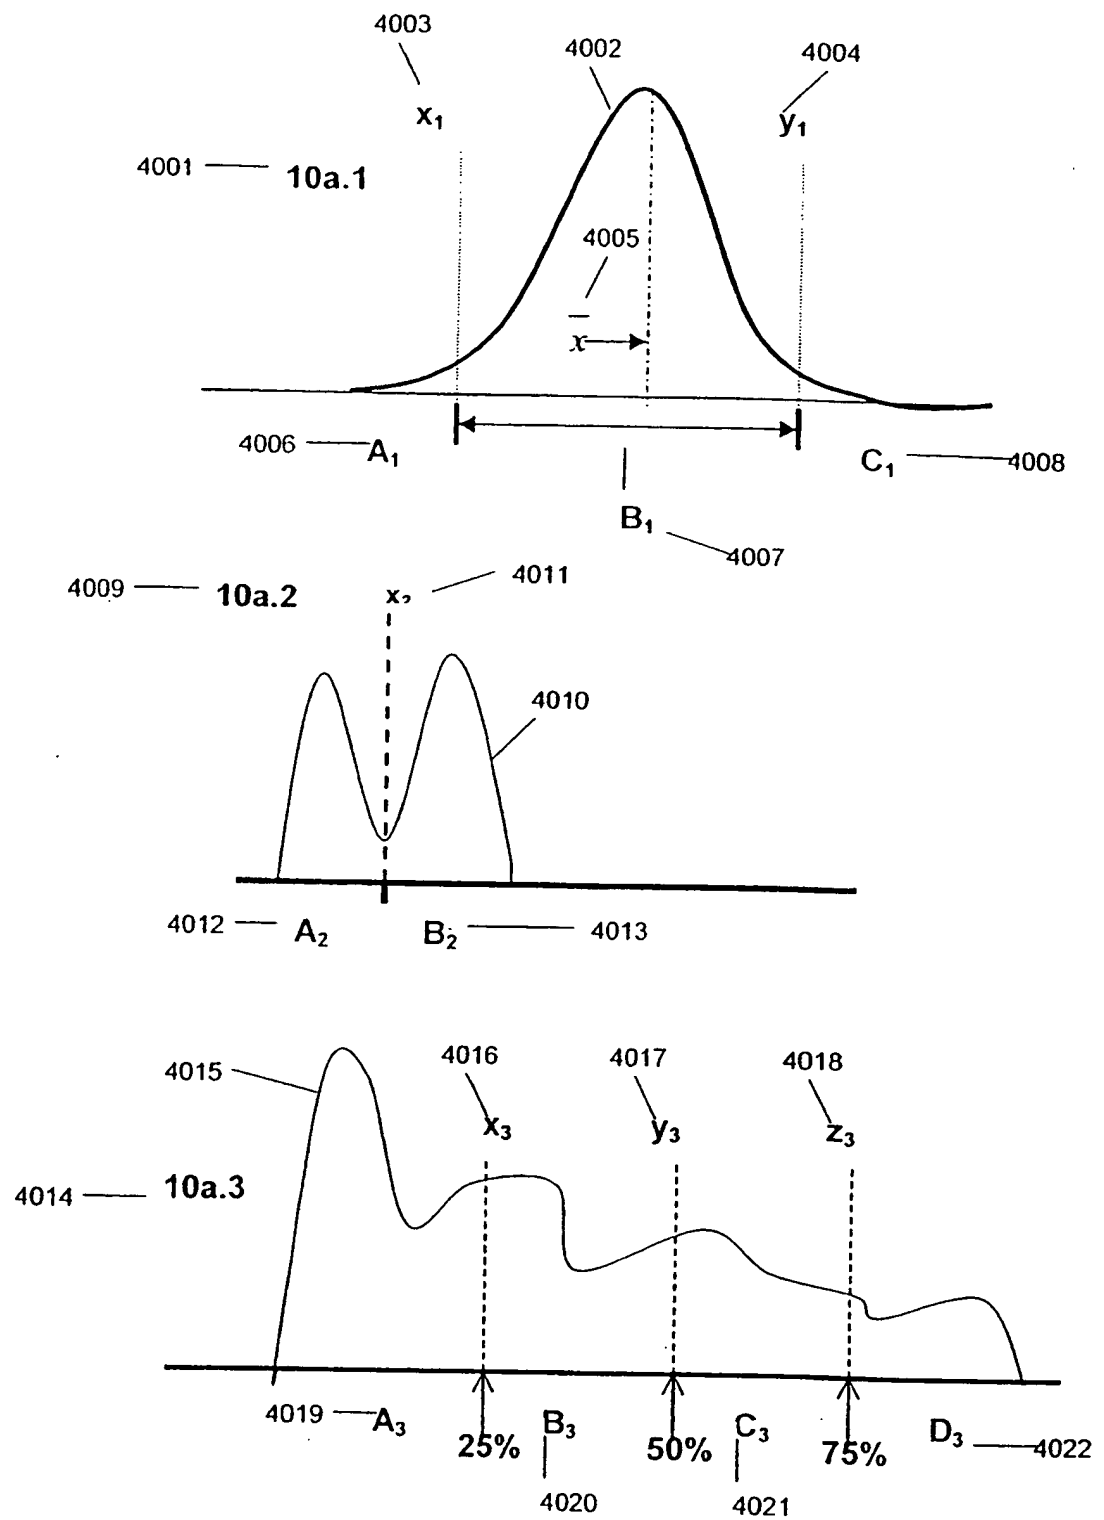 4003
4002
4004
x₁
y₁
4001
10a.1
4005
x̄
4006
A₁
C₁
4008
B₁
4007
4009
10a.2
x₂
4011
4010
4012
A₂
B₂
4013
4015
4016
4017
4018
x₃
y₃
z₃
4014
10a.3
4019
A₃
B₃
C₃
D₃
4022
25%
50%
75%
4020
4021